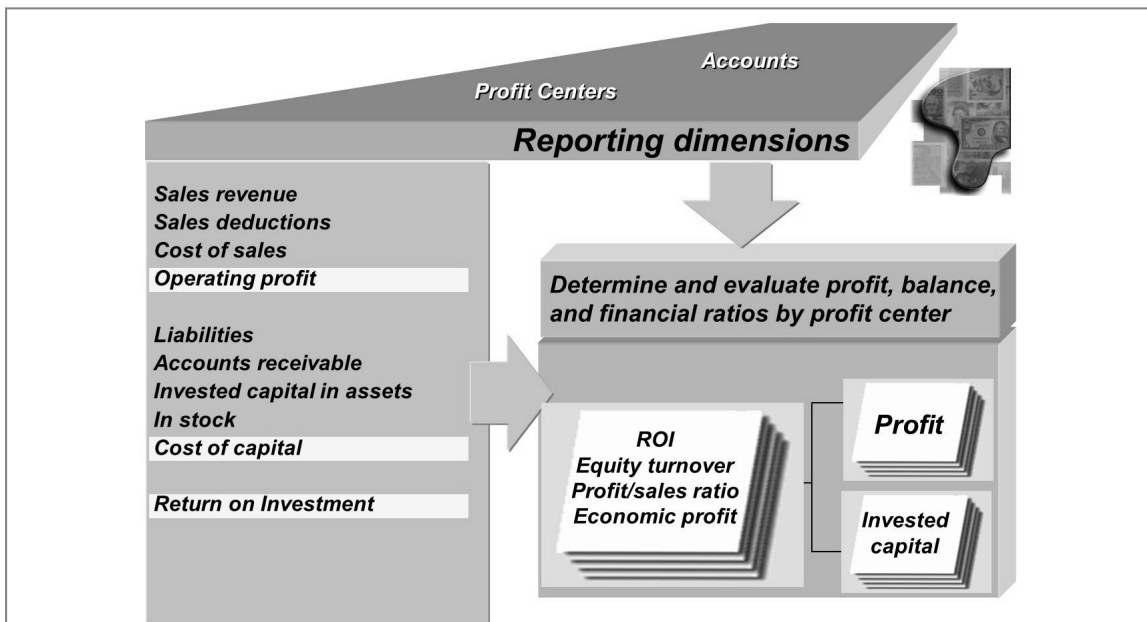 Accounts
Profit Centers
Reporting dimensions
Sales revenue
Sales deductions
Cost of sales
Operating profit
Liabilities
Accounts receivable
Invested capital in assets
In stock
Cost of capital
Return on Investment
Determine and evaluate profit, balance,
and financial ratios by profit center
ROI
Equity turnover
Profit/sales ratio
Economic profit
Profit
Invested
capital